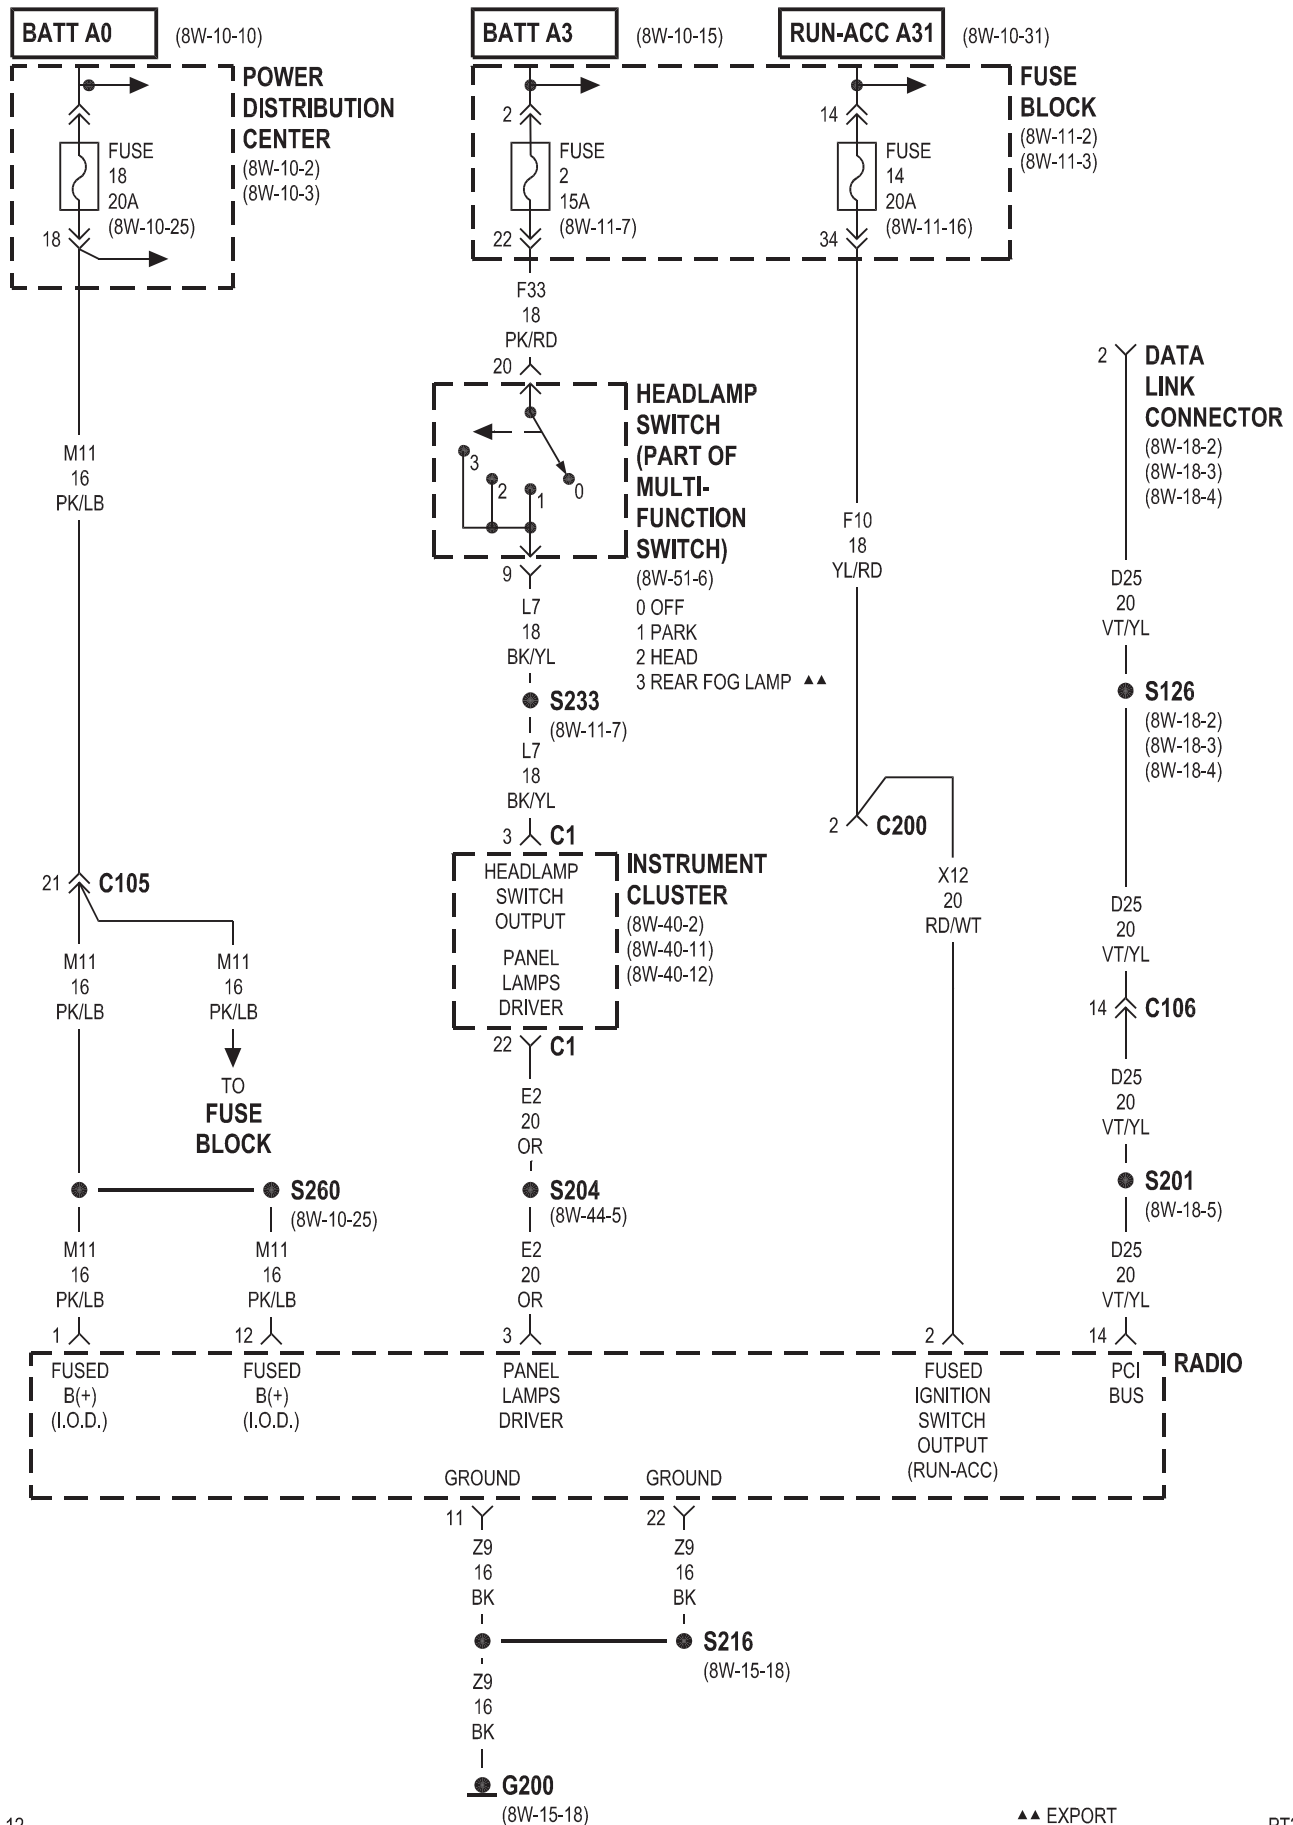 BATT A0
(8W-10-10)
BATT A3
(8W-10-15)
RUN-ACC A31
(8W-10-31)
POWER
DISTRIBUTION
CENTER
(8W-10-2)
(8W-10-3)
FUSE
18
20A
(8W-10-25)
18
2
FUSE
2
15A
(8W-11-7)
22
14
FUSE
14
20A
(8W-11-16)
34
FUSE
BLOCK
(8W-11-2)
(8W-11-3)
F33
18
PK/RD
20
HEADLAMP
SWITCH
(PART OF
MULTI-
FUNCTION
SWITCH)
(8W-51-6)
0 OFF
1 PARK
2 HEAD
3 REAR FOG LAMP ▲▲
3
2
1
0
9
L7
18
BK/YL
S233
(8W-11-7)
L7
18
BK/YL
3 C1
HEADLAMP
SWITCH
OUTPUT
PANEL
LAMPS
DRIVER
INSTRUMENT
CLUSTER
(8W-40-2)
(8W-40-11)
(8W-40-12)
22 C1
E2
20
OR
S204
(8W-44-5)
E2
20
OR
3
M11
16
PK/LB
21 C105
M11
16
PK/LB
M11
16
PK/LB
TO
FUSE
BLOCK
S260
(8W-10-25)
M11
16
PK/LB
1
M11
16
PK/LB
12
F10
18
YL/RD
2 C200
X12
20
RD/WT
2
2 DATA
LINK
CONNECTOR
(8W-18-2)
(8W-18-3)
(8W-18-4)
D25
20
VT/YL
S126
(8W-18-2)
(8W-18-3)
(8W-18-4)
D25
20
VT/YL
14 C106
D25
20
VT/YL
S201
(8W-18-5)
D25
20
VT/YL
14
RADIO
FUSED
B(+)
(I.O.D.)
FUSED
B(+)
(I.O.D.)
PANEL
LAMPS
DRIVER
FUSED
IGNITION
SWITCH
OUTPUT
(RUN-ACC)
PCI
BUS
GROUND
GROUND
11
Z9
16
BK
22
Z9
16
BK
S216
(8W-15-18)
Z9
16
BK
G200
(8W-15-18)
▲▲ EXPORT